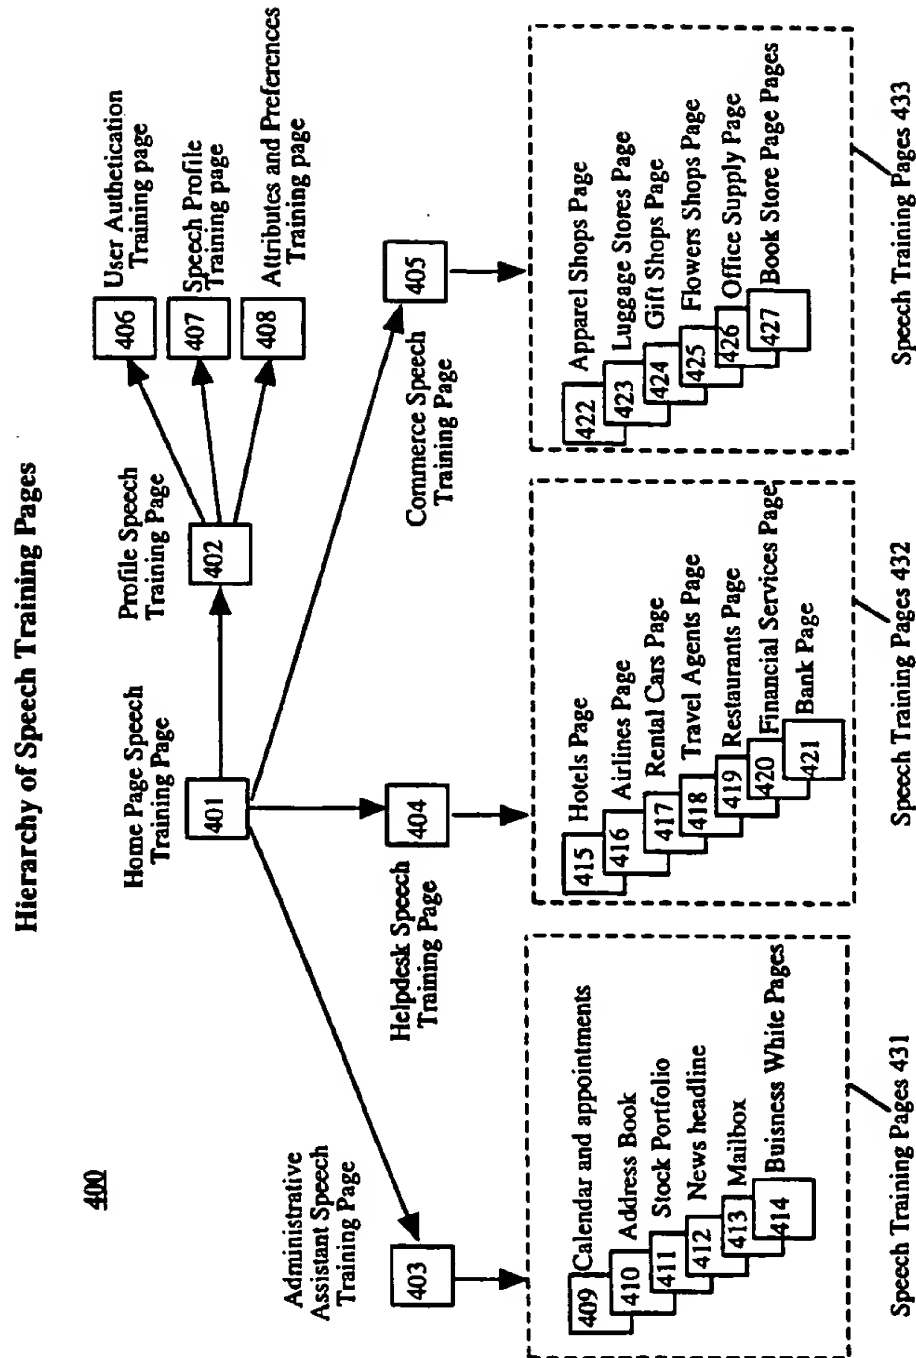 Hierarchy of Speech Training Pages
400
Home Page Speech
Training Page
401
Profile Speech
Training Page
402
406
User Authetication
Training page
407
Speech Profile
Training page
408
Attributes and Preferences
Training page
Administrative
Assistant Speech
Training Page
403
Helpdesk Speech
Training Page
404
Commerce Speech
Training Page
405
409
Calendar and appointments
410
Address Book
411
Stock Portfolio
412
News headline
413
Mailbox
414
Buisness White Pages
Speech Training Pages 431
415
Hotels Page
416
Airlines Page
417
Rental Cars Page
418
Travel Agents Page
419
Restaurants Page
420
Financial Services Page
421
Bank Page
Speech Training Pages 432
422
Apparel Shops Page
423
Luggage Stores Page
424
Gift Shops Page
425
Flowers Shops Page
426
Office Supply Page
427
Book Store Page Pages
Speech Training Pages 433